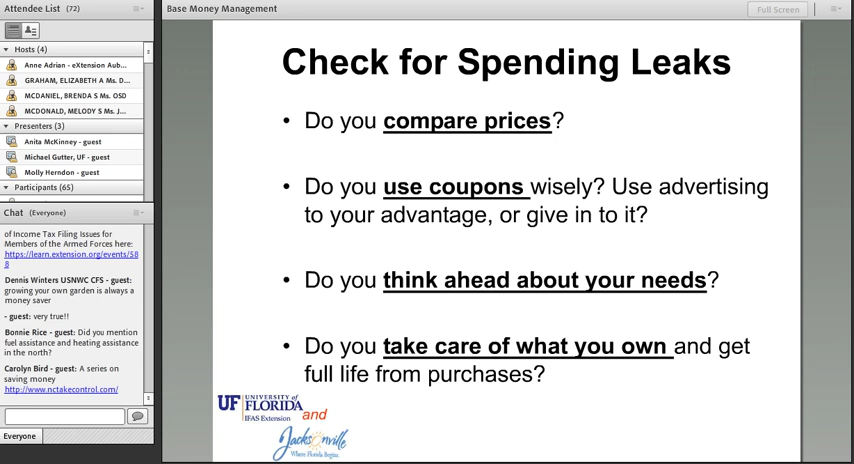 Attendee List (72)
Hosts (4)
Anne Adrian - eXtension Aub...
GRAHAM, ELIZABETH A Ms. D...
MCDANIEL, BRENDA S Ms. OSD
MCDONALD, MELODY S Ms. J...
Presenters (3)
Anita McKinney - guest
Michael Gutter, UF - guest
Molly Herndon - guest
Participants (65)
Chat (Everyone)
of Income Tax Filing Issues for
Members of the Armed Forces here:
https://learn.extension.org/events/58
8
Dennis Winters USNWC CFS - guest:
growing your own garden is always a
money saver
- guest: very true!!
Bonnie Rice - guest: Did you mention
fuel assistance and heating assistance
in the north?
Carolyn Bird - guest: A series on
saving money
http://www.nctakecontrol.com/
Everyone
Base Money Management
Full Screen
Check for Spending Leaks
• Do you compare prices?
• Do you use coupons wisely? Use advertising
to your advantage, or give in to it?
• Do you think ahead about your needs?
• Do you take care of what you own and get
full life from purchases?
UF UNIVERSITY of
FLORIDA
IFAS Extension
and
Jacksonville
Where Florida Begins.